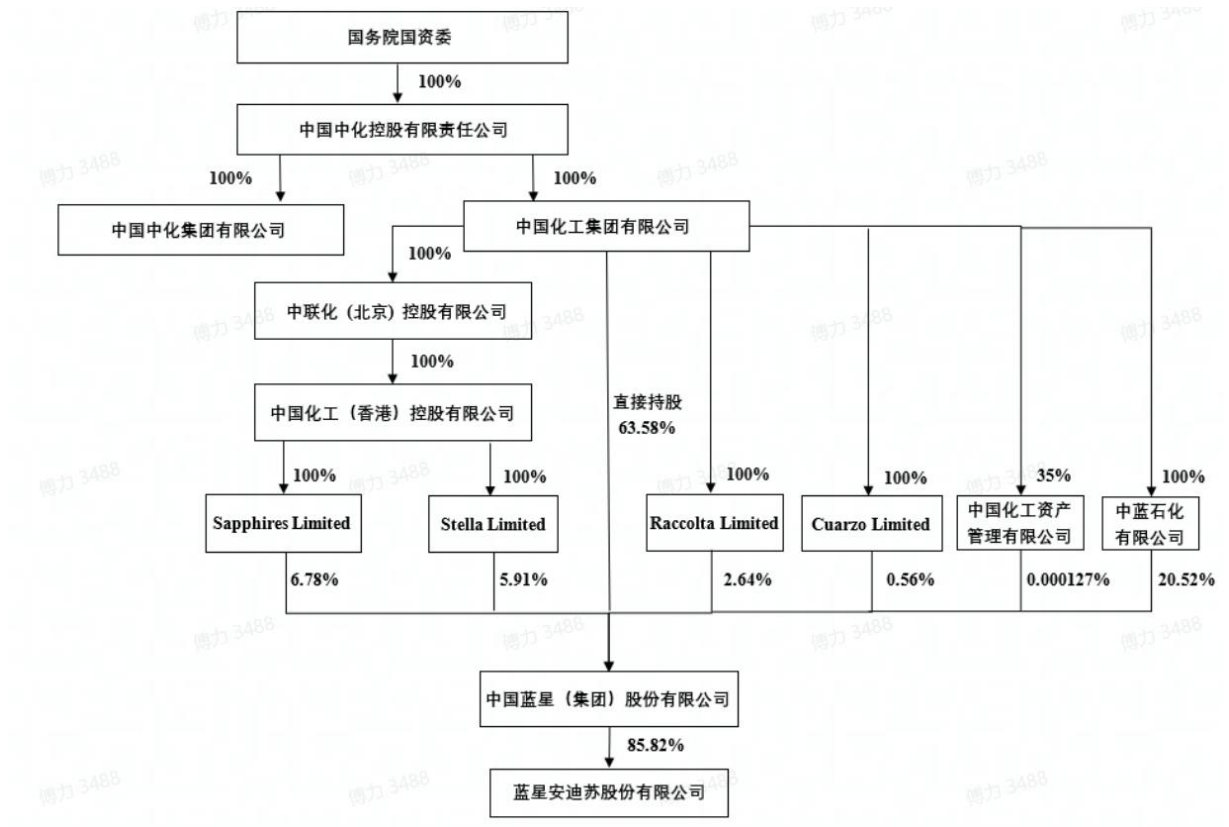 国务院国资委
100%
中国中化控股有限责任公司
100%
100%
中国中化集团有限公司
中国化工集团有限公司
100%
中联化（北京）控股有限公司
100%
中国化工（香港）控股有限公司
直接持股
63.58%
100%
100%
100%
100%
35%
100%
Sapphires Limited
Stella Limited
Raccolta Limited
Cuarzo Limited
中国化工资产
管理有限公司
中蓝石化
有限公司
6.78%
5.91%
2.64%
0.56%
0.000127%
20.52%
中国蓝星（集团）股份有限公司
85.82%
蓝星安迪苏股份有限公司
傅力 3488